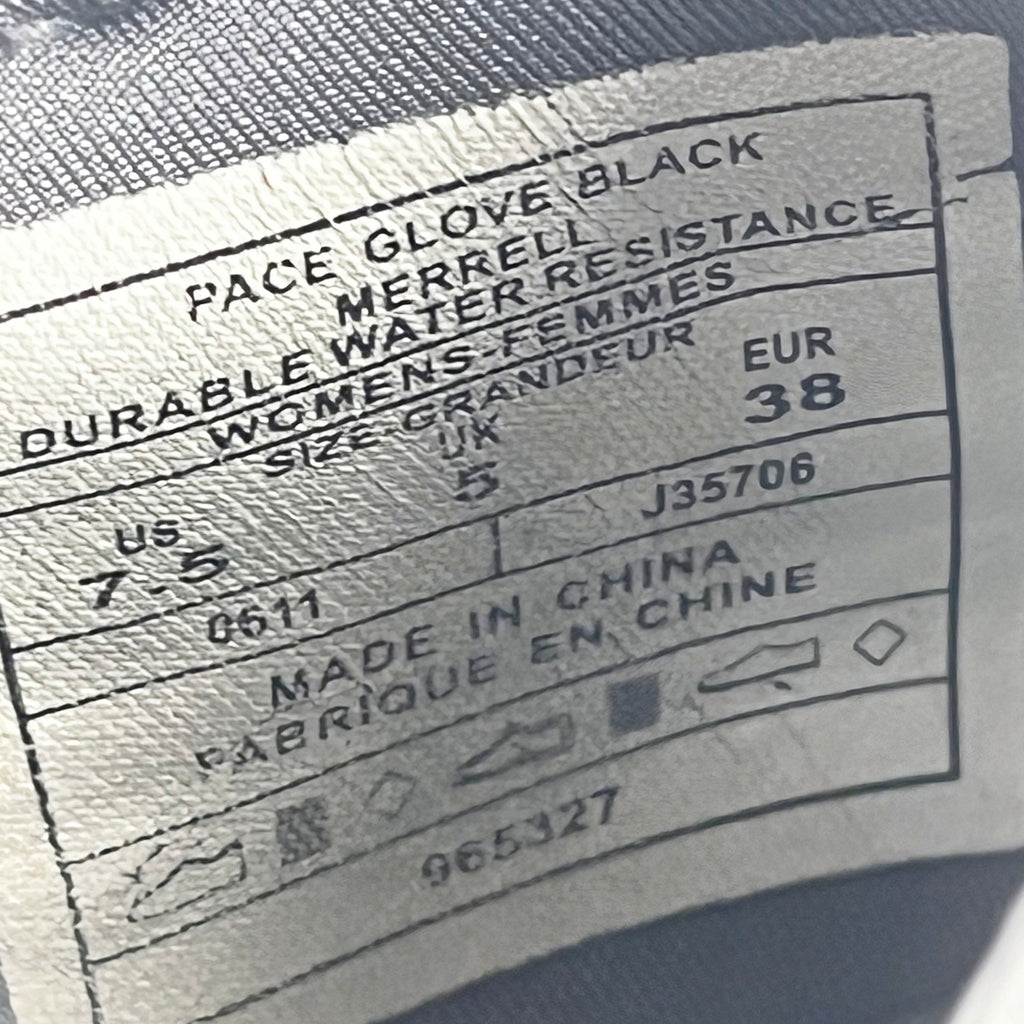 PACE GLOVE BLACK
MERRELL
DURABLE WATER RESISTANCE
WOMENS-FEMMES
SIZE-GRANDEUR
US UK EUR
7.5 5 38
0611 J35706
MADE IN CHINA
FABRIQUE EN CHINE
965327